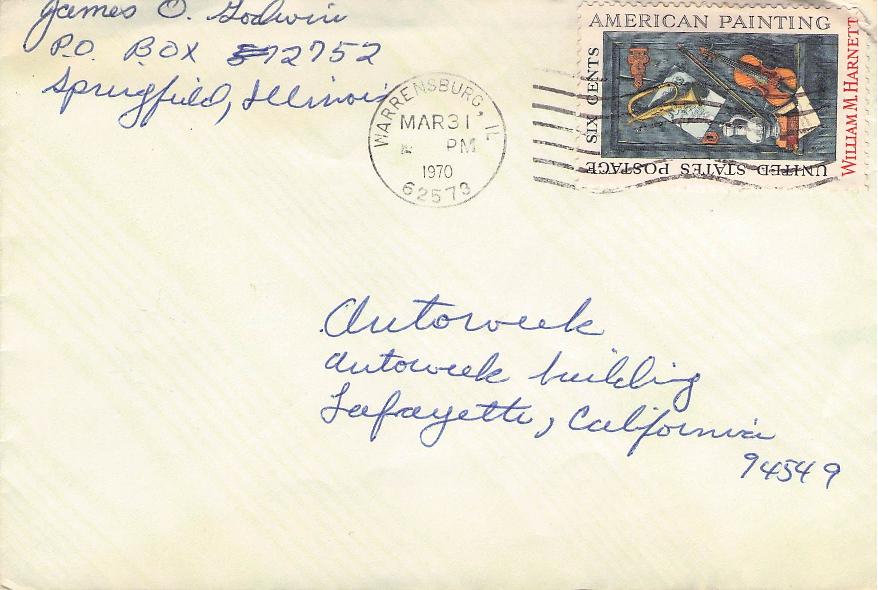 James O. Godwin
P.O. BOX 72752
Springfield, Illinois
WARRENSBURG, IL
MAR 31
PM
1970
62573
AMERICAN PAINTING
SIX CENTS
WILLIAM M. HARNETT
UNITED STATES POSTAGE
Autoweek
Autoweek building
Lafayette, California
94549